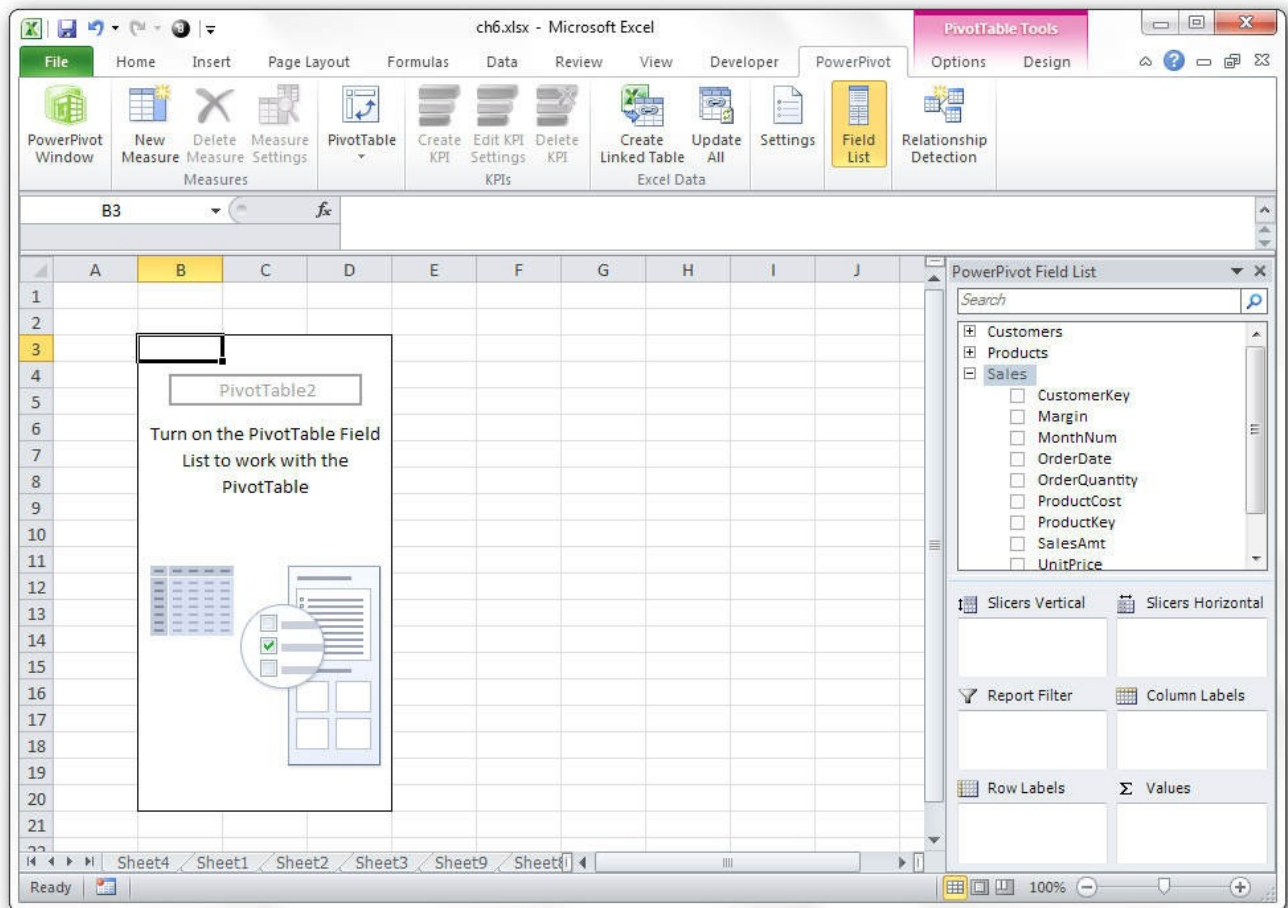 ch6.xlsx - Microsoft Excel
PivotTable Tools
File Home Insert Page Layout Formulas Data Review View Developer PowerPivot Options Design
PowerPivot Window
New Measure
Delete Measure
Measure Settings
Measures
PivotTable
Create KPI
Edit KPI Settings
Delete KPI
KPIs
Create Linked Table
Update All
Excel Data
Settings
Field List
Relationship Detection
B3
fx
A B C D E F G H I J
1
2
3
4
5
6
7
8
9
10
11
12
13
14
15
16
17
18
19
20
21
22
PivotTable2
Turn on the PivotTable Field
List to work with the
PivotTable
PowerPivot Field List
Search
Customers
Products
Sales
CustomerKey
Margin
MonthNum
OrderDate
OrderQuantity
ProductCost
ProductKey
SalesAmt
UnitPrice
Slicers Vertical
Slicers Horizontal
Report Filter
Column Labels
Row Labels
Σ Values
Sheet4 Sheet1 Sheet2 Sheet3 Sheet9
Ready
100%